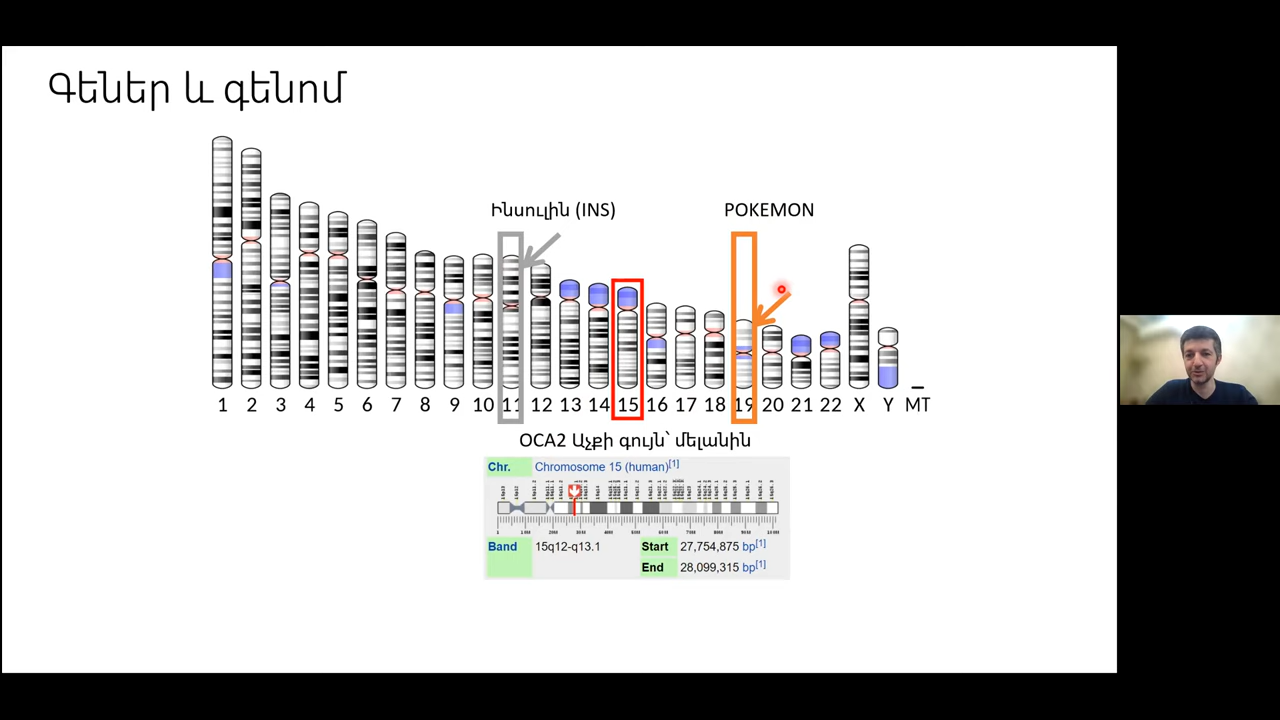 Գեներ և գենոմ
Ինսուլին (INS)
POKEMON
1 2 3 4 5 6 7 8 9 10 11 12 13 14 15 16 17 18 19 20 21 22 X Y MT
OCA2 Աչքի գույն՝ մելանին
Chr. Chromosome 15 (human)[1]
Band 15q12-q13.1 Start 27,754,875 bp[1]
End 28,099,315 bp[1]